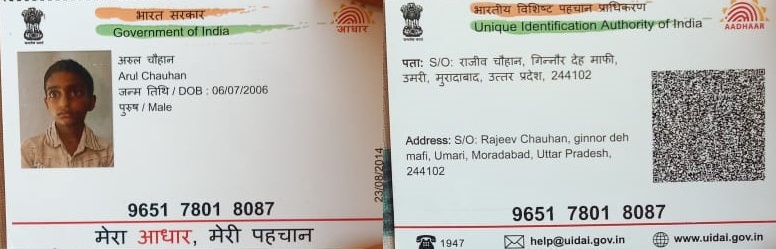 भारत सरकार
Government of India
आधार
अरुल चौहान
Arul Chauhan
जन्म तिथि / DOB : 06/07/2006
पुरुष / Male
23/08/2014
9651 7801 8087
मेरा आधार, मेरी पहचान
भारतीय विशिष्ट पहचान प्राधिकरण
Unique Identification Authority of India
AADHAAR
पता: S/O: राजीव चौहान, गिन्नौर देह माफी,
उमरी, मुरादाबाद, उत्तर प्रदेश, 244102
Address: S/O: Rajeev Chauhan, ginnor deh
mafi, Umari, Moradabad, Uttar Pradesh,
244102
9651 7801 8087
1947
help@uidai.gov.in
www.uidai.gov.in